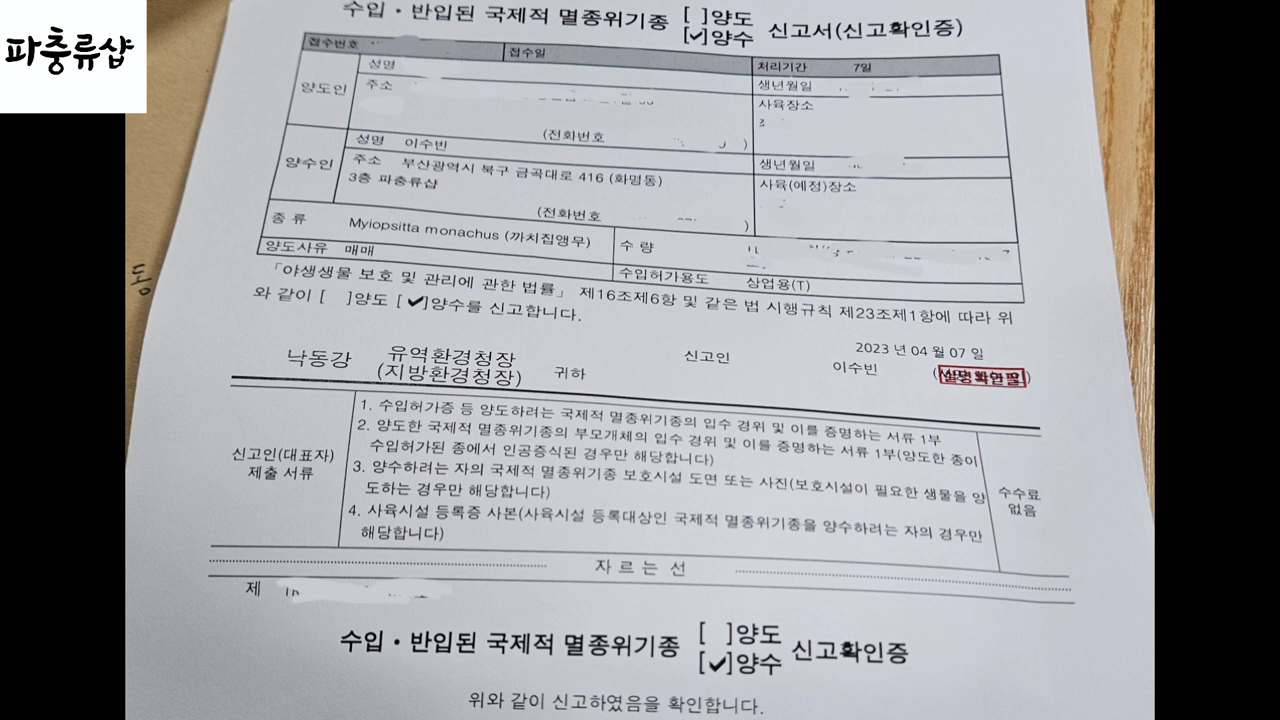 파충류샵
수입・반입된 국제적 멸종위기종 [ ]양도 [✓]양수 신고서(신고확인증)
접수번호 접수일 처리기간 7일
양도인 성명 생년월일
주소 사육장소
(전화번호 )
양수인 성명 이수빈 생년월일
주소 부산광역시 북구 금곡대로 416 (화명동) 사육(예정)장소
3층 파충류샵
(전화번호 )
종 류 Myiopsitta monachus (까치집앵무) 수 량
양도사유 매매 수입허가용도 상업용(T)
「야생생물 보호 및 관리에 관한 법률」 제16조제6항 및 같은 법 시행규칙 제23조제1항에 따라 위
와 같이 [ ]양도 [✓]양수를 신고합니다.
2023 년 04 월 07 일
낙동강 유역환경청장 (지방환경청장) 귀하 신고인 이수빈
신고인(대표자) 제출 서류
1. 수입허가증 등 양도하려는 국제적 멸종위기종의 입수 경위 및 이를 증명하는 서류 1부
2. 양도한 국제적 멸종위기종의 부모개체의 입수 경위 및 이를 증명하는 서류 1부(양도한 종이
수입허가된 종에서 인공증식된 경우만 해당합니다)
3. 양수하려는 자의 국제적 멸종위기종 보호시설 도면 또는 사진(보호시설이 필요한 생물을 양
도하는 경우만 해당합니다)
4. 사육시설 등록증 사본(사육시설 등록대상인 국제적 멸종위기종을 양수하려는 자의 경우만
해당합니다)
수수료 없음
자 르 는 선
제
수입・반입된 국제적 멸종위기종 [ ]양도 [✓]양수 신고확인증
위와 같이 신고하였음을 확인합니다.
동